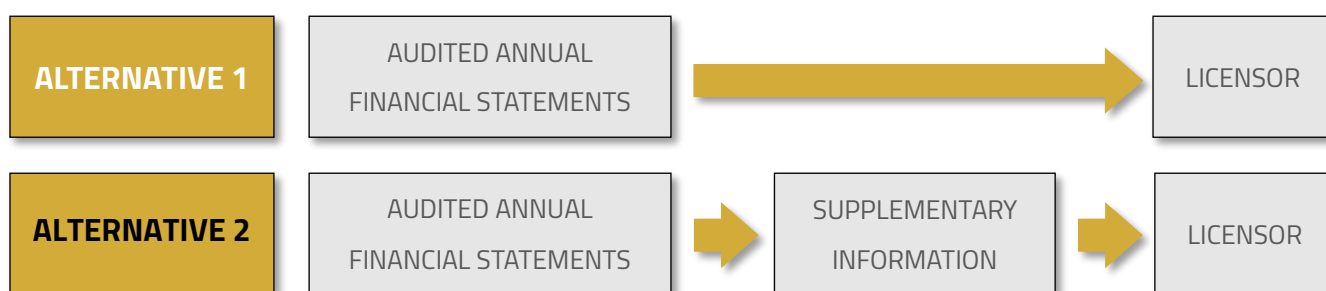 ALTERNATIVE 1
AUDITED ANNUAL
FINANCIAL STATEMENTS
LICENSOR
ALTERNATIVE 2
AUDITED ANNUAL
FINANCIAL STATEMENTS
SUPPLEMENTARY
INFORMATION
LICENSOR